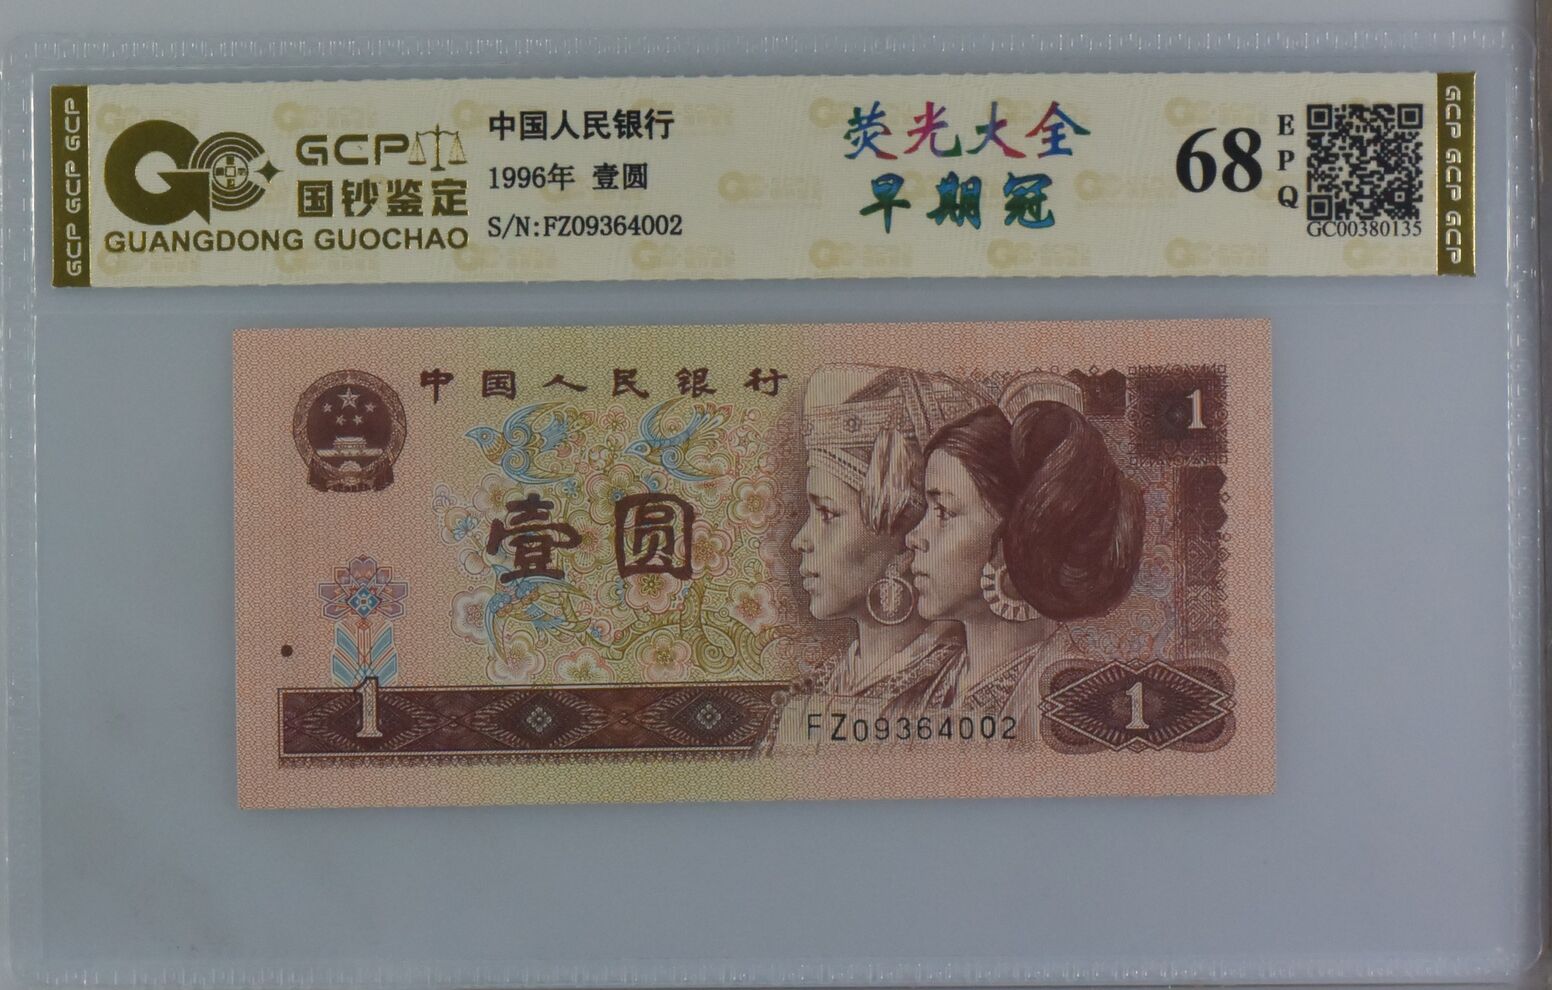 GCP GCP GCP
GCP
国钞鉴定
GUANGDONG GUOCHAO
中国人民银行
1996年 壹圆
S/N:FZ09364002
荧光大全
早期冠
68
EPQ
GC00380135
GCP GCP GCP
中国人民银行
1
壹圆
1
FZ09364002
1